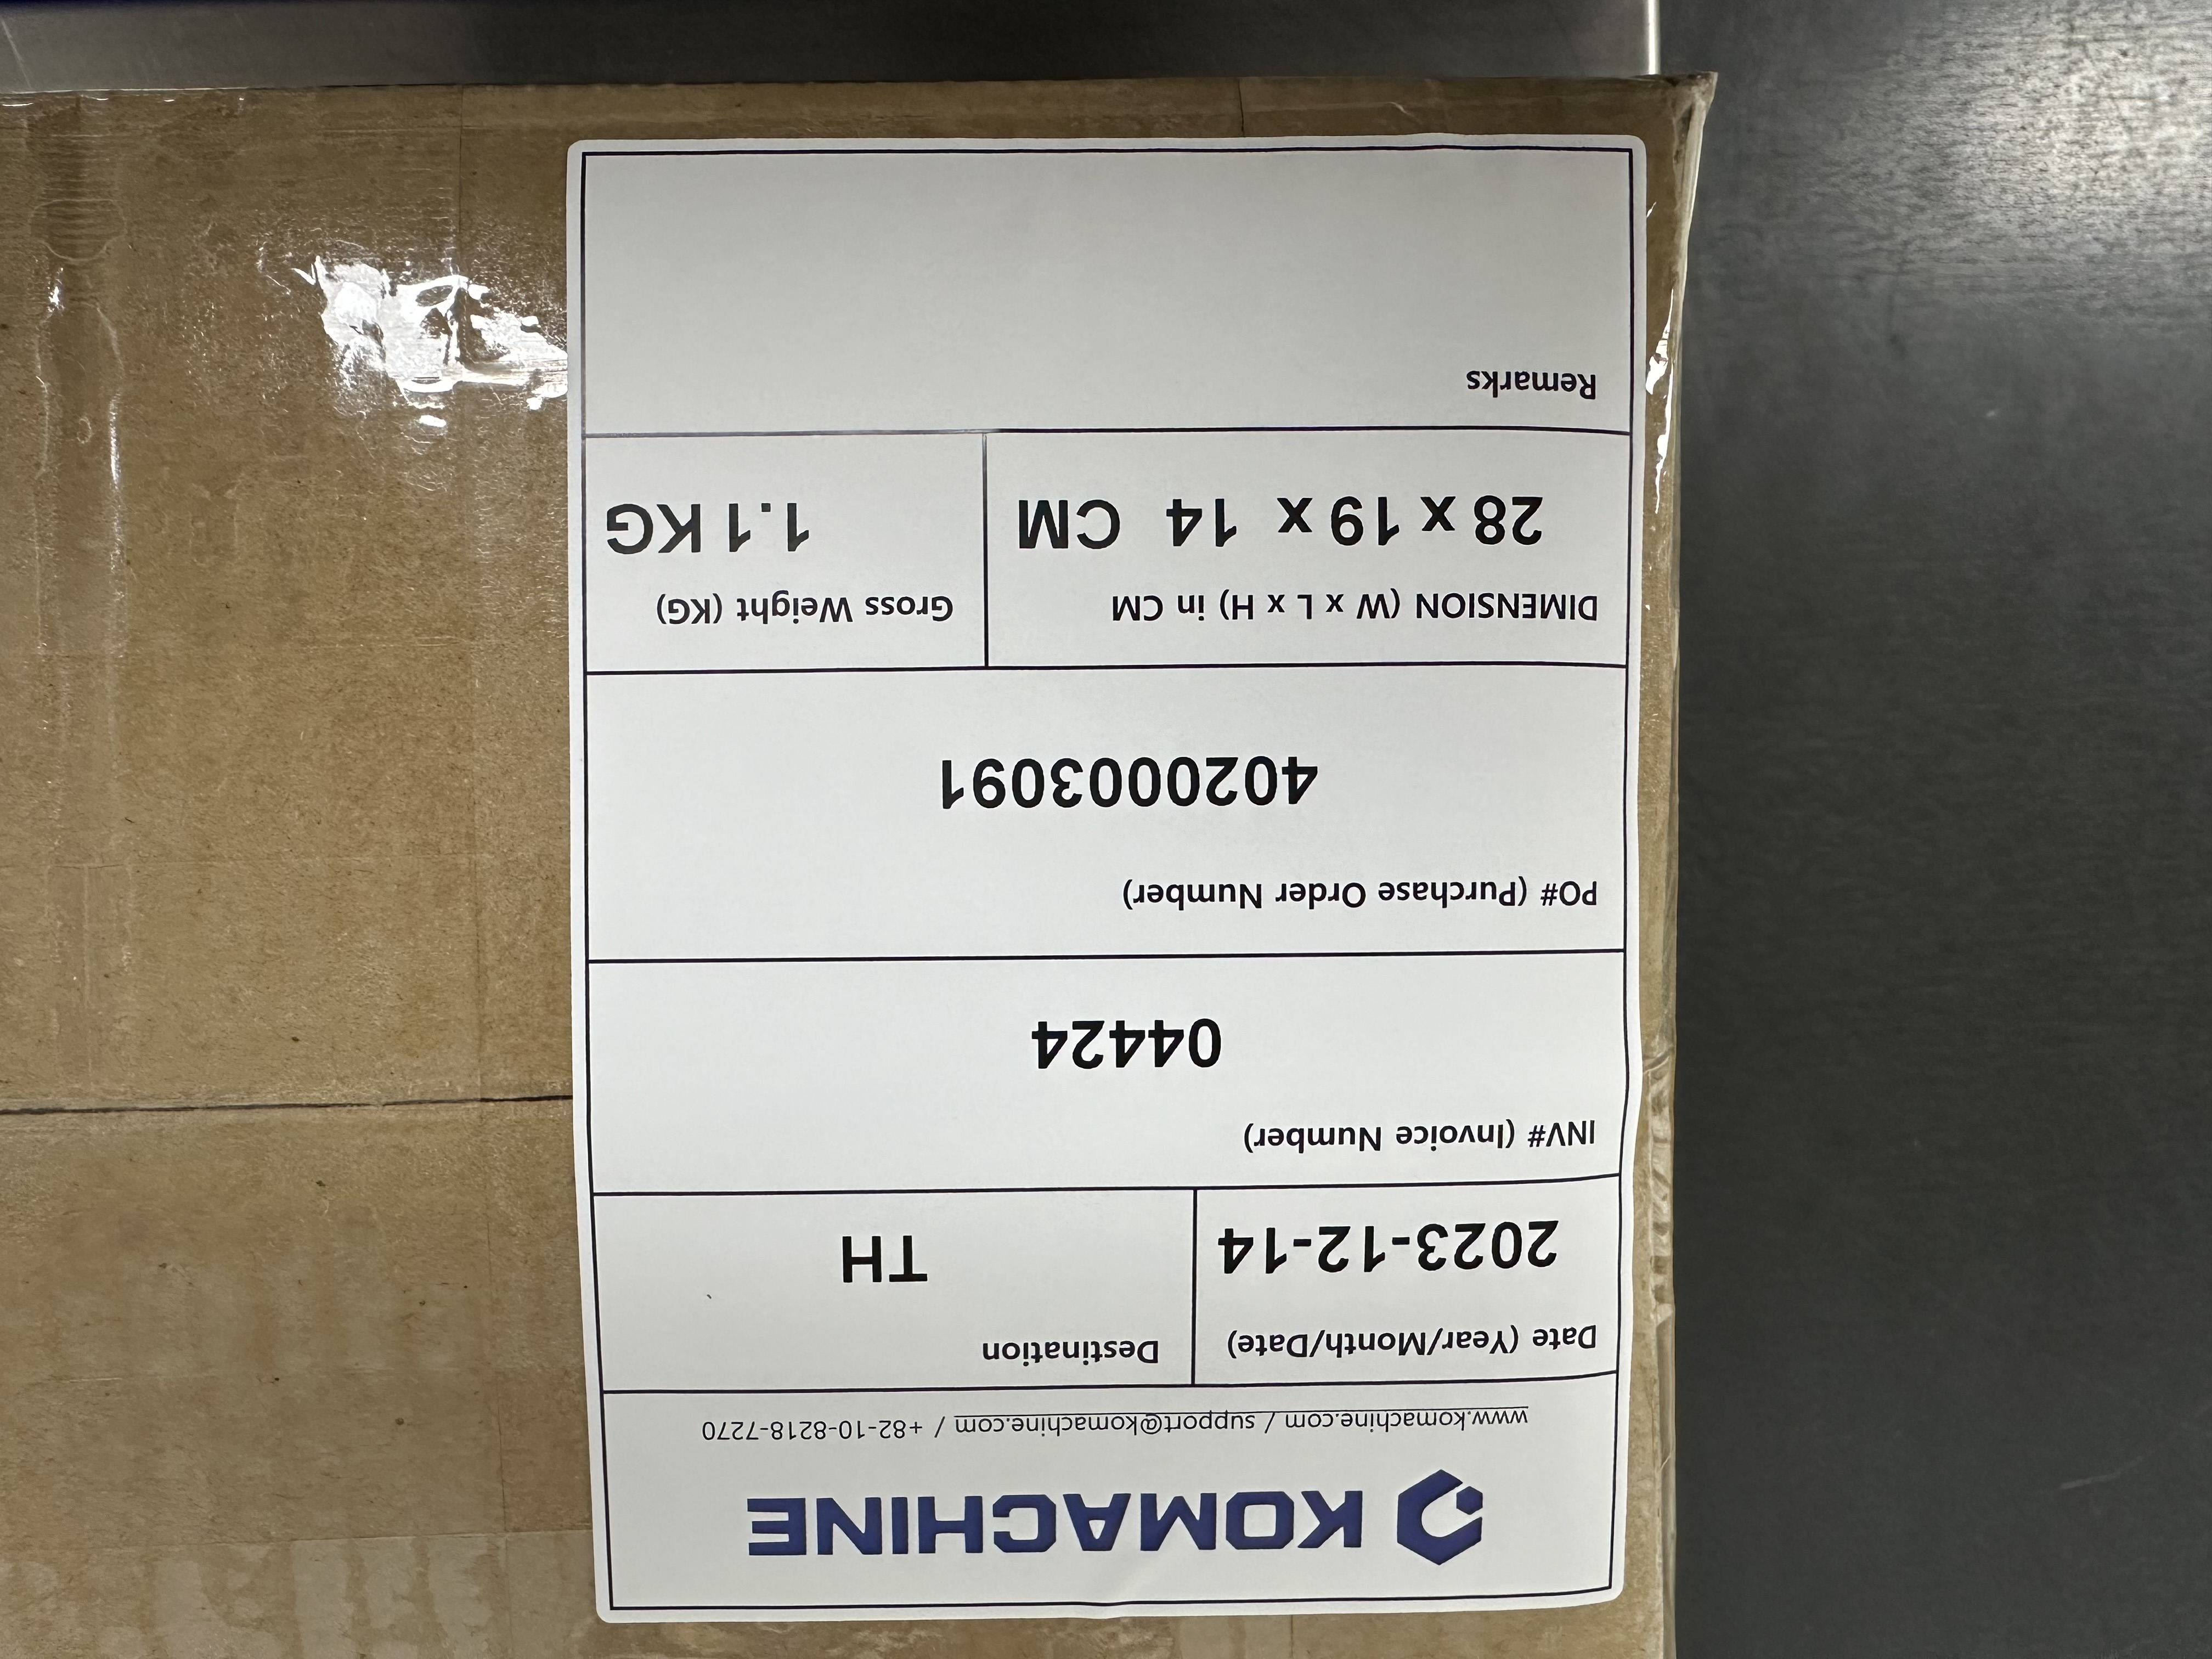 KOMACHINE
www.komachine.com / support@komachine.com / +82-10-8218-7270
Date (Year/Month/Date)
2023-12-14
Destination
TH
INV# (Invoice Number)
04424
PO# (Purchase Order Number)
4020003091
DIMENSION (W x L x H) in CM
28 x 19 x 14 CM
Gross Weight (KG)
1.1 KG
Remarks